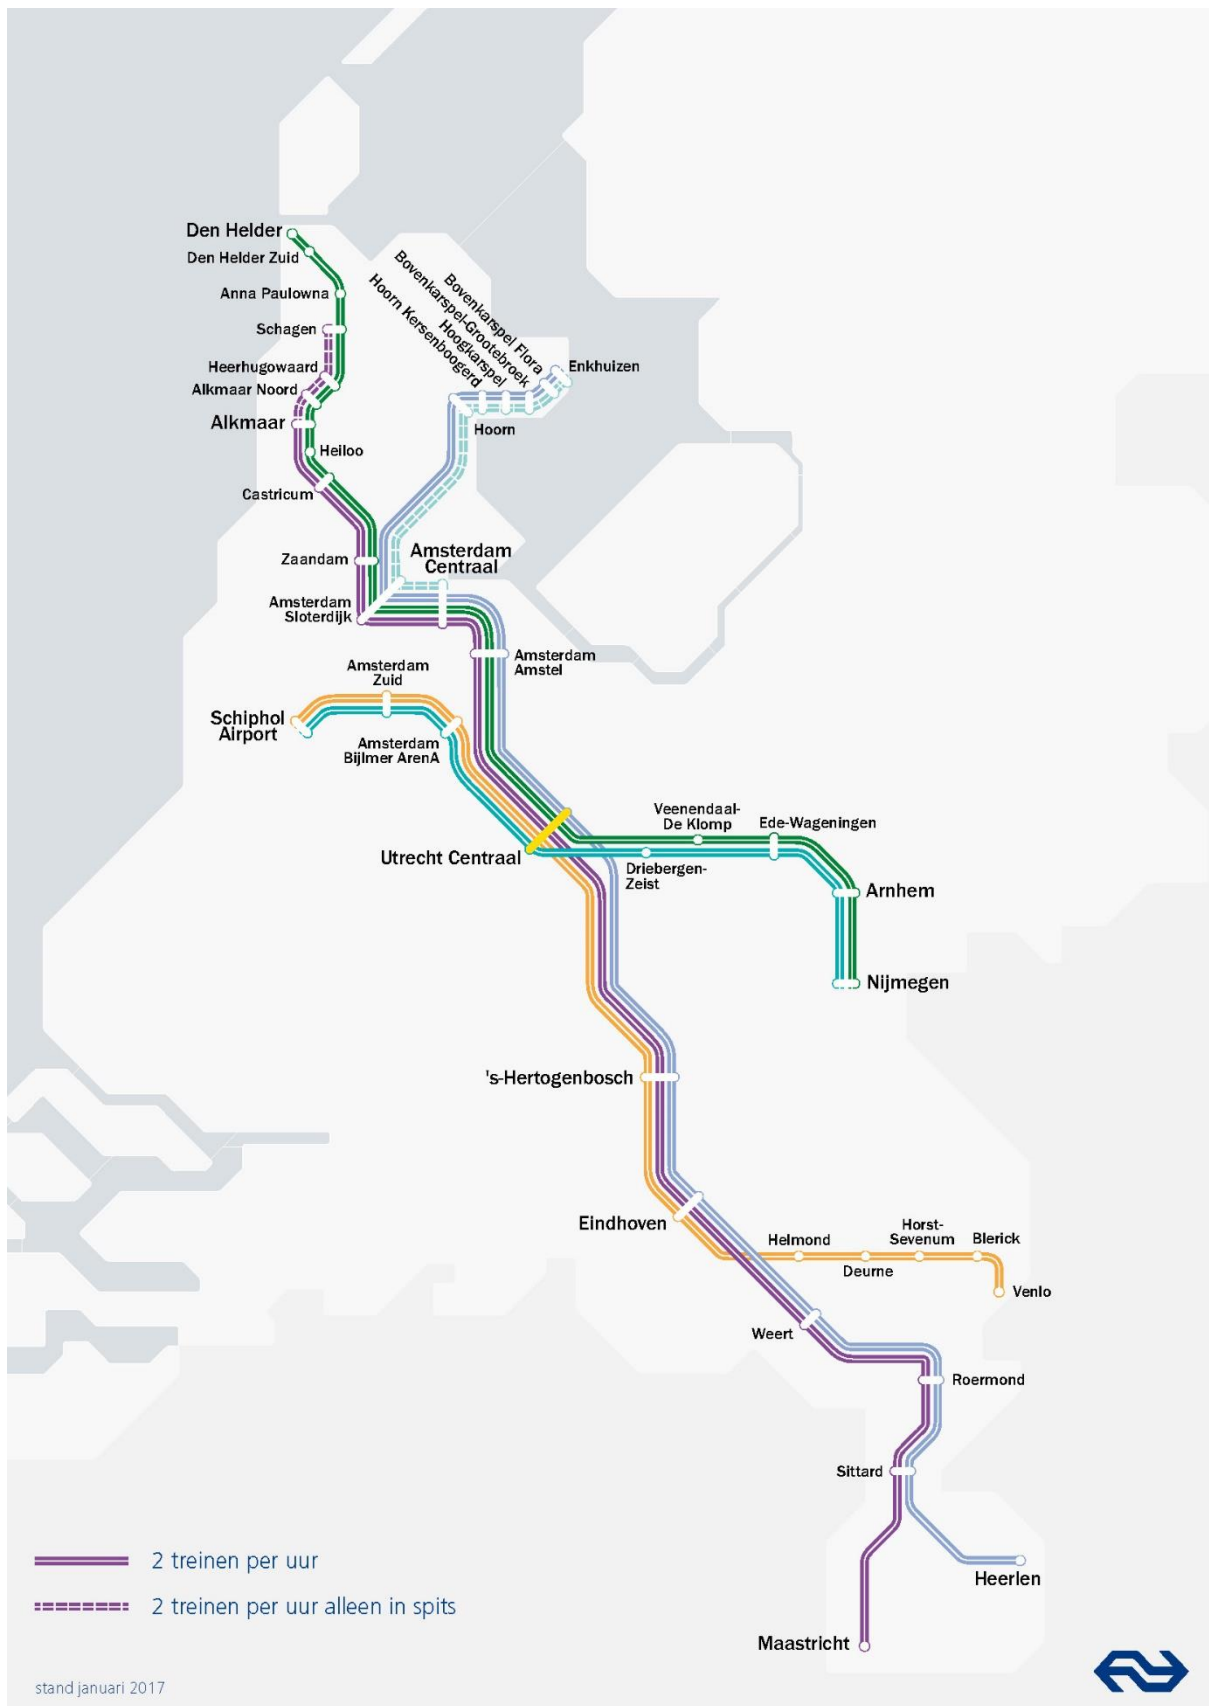 Den Helder
Den Helder Zuid
Anna Paulowna
Schagen
Heerhugowaard
Alkmaar Noord
Alkmaar
Heiloo
Castricum
Zaandam
Amsterdam
Sloterdijk
Hoorn Kersenboogerd
Hoogkarspel
Bovenkarspel-Grootebroek
Bovenkarspel Flora
Enkhuizen
Hoorn
Amsterdam
Centraal
Amsterdam
Amstel
Amsterdam
Zuid
Schiphol
Airport
Amsterdam
Bijlmer ArenA
Utrecht Centraal
Veenendaal-
De Klomp
Ede-Wageningen
Driebergen-
Zeist
Arnhem
Nijmegen
's-Hertogenbosch
Eindhoven
Helmond
Deurne
Horst-
Sevenum
Blerick
Venlo
Weert
Roermond
Sittard
Heerlen
Maastricht
2 treinen per uur
2 treinen per uur alleen in spits
stand januari 2017